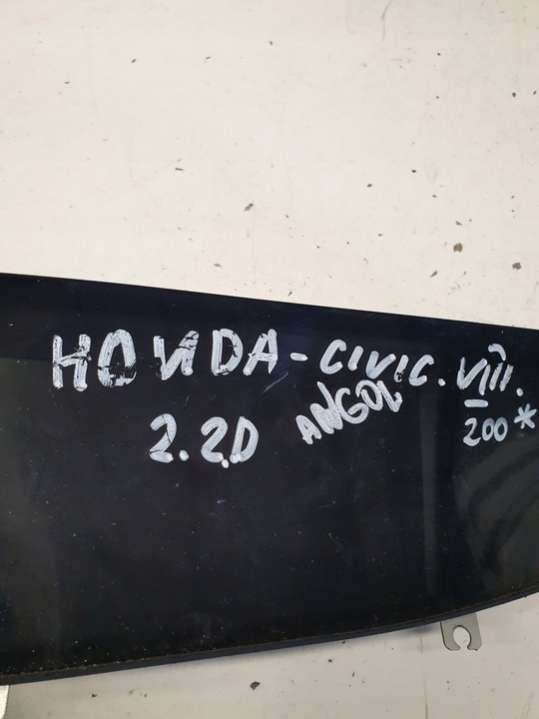 HONDA - CIVIC. VIII.
2.2D ANGOL 200*